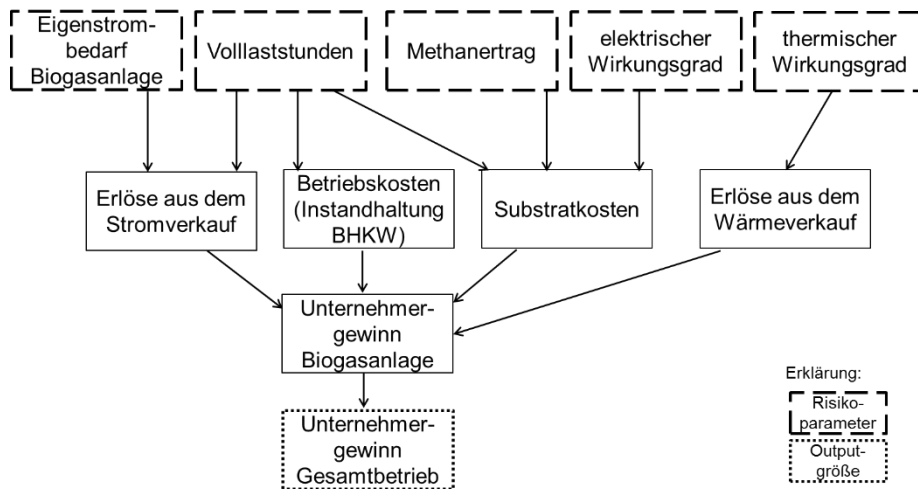 Eigenstrom-
bedarf
Biogasanlage
Volllaststunden
Methanertrag
elektrischer
Wirkungsgrad
thermischer
Wirkungsgrad
Erlöse aus dem
Stromverkauf
Betriebskosten
(Instandhaltung
BHKW)
Substratkosten
Erlöse aus dem
Wärmeverkauf
Unternehmer-
gewinn
Biogasanlage
Unternehmer-
gewinn
Gesamtbetrieb
Erklärung:
Risiko-
parameter
Output-
größe